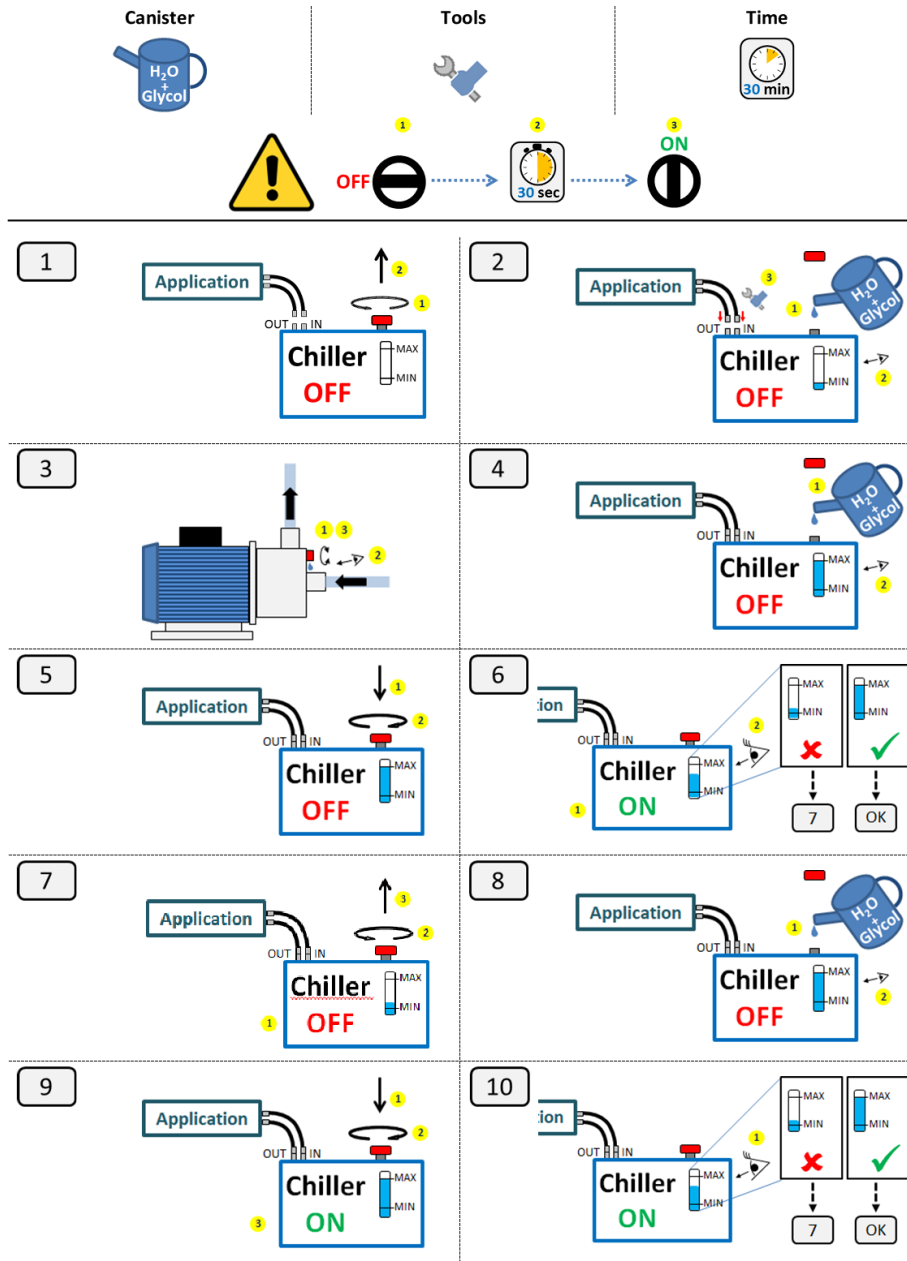 Canister
Tools
Time
H₂O
+
Glycol
30 min
1
2
3
ON
OFF
30 sec
1
Application
2
1
OUT
IN
Chiller
OFF
MAX
MIN
2
Application
3
1
H₂O
+
Glycol
OUT
IN
Chiller
OFF
MAX
MIN
2
3
1
3
2
4
Application
1
H₂O
+
Glycol
OUT
IN
Chiller
OFF
MAX
MIN
2
5
Application
1
2
OUT
IN
Chiller
OFF
MAX
MIN
6
tion
OUT
IN
2
Chiller
ON
MAX
MIN
1
MAX
MIN
MAX
MIN
7
OK
7
Application
3
2
OUT
IN
Chiller
OFF
MAX
MIN
1
8
Application
1
H₂O
+
Glycol
OUT
IN
Chiller
OFF
MAX
MIN
2
9
Application
1
2
OUT
IN
Chiller
ON
MAX
MIN
3
10
tion
OUT
IN
1
Chiller
ON
MAX
MIN
MAX
MIN
MAX
MIN
7
OK